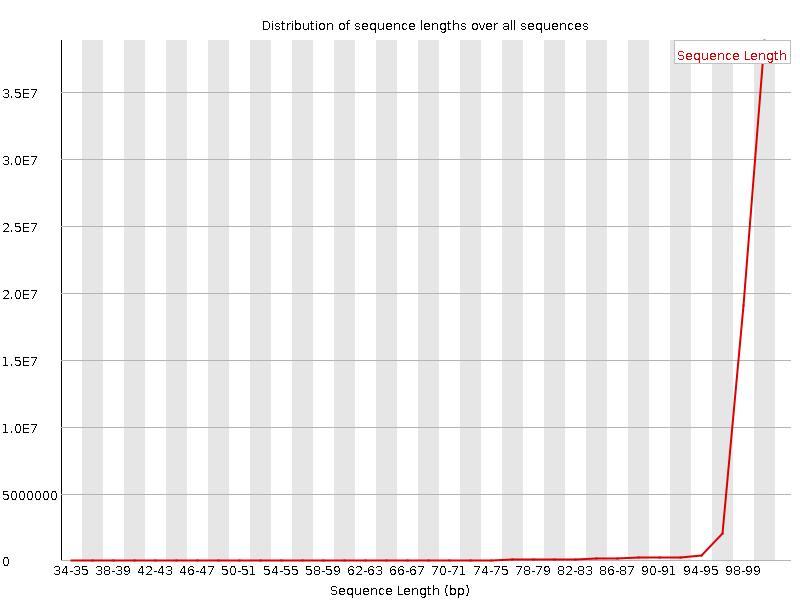 Distribution of sequence lengths over all sequences
Sequence Length
3.5E7
3.0E7
2.5E7
2.0E7
1.5E7
1.0E7
5000000
0
34-35 38-39 42-43 46-47 50-51 54-55 58-59 62-63 66-67 70-71 74-75 78-79 82-83 86-87 90-91 94-95 98-99
Sequence Length (bp)